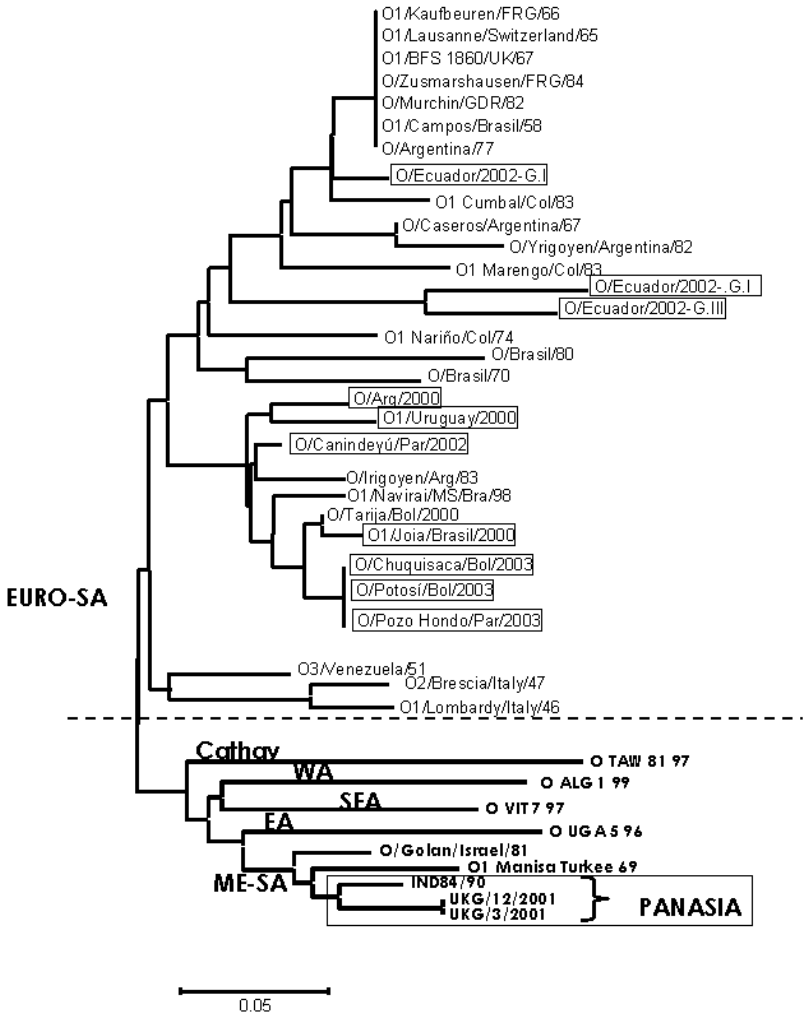 O1/Kaufbeuren/FRG/66
O1/Lausanne/Switzerland/65
O1/BFS 1860/UK/67
O/Zusmarshausen/FRG/84
O/Murchin/GDR/82
O1/Campos/Brasil/58
O/Argentina/77
O/Ecuador/2002-G.I
O1 Cumbal/Col/83
O/Caseros/Argentina/67
O/Yrigoyen/Argentina/82
O1 Marengo/Col/83
O/Ecuador/2002-.G.I
O/Ecuador/2002-G.III
O1 Nariño/Col/74
O/Brasil/80
O/Brasil/70
O/Arg/2000
O1/Uruguay/2000
O/Canindeyú/Par/2002
O/Irigoyen/Arg/83
O1/Navirai/MS/Bra/98
O/Tarija/Bol/2000
O1/Joia/Brasil/2000
O/Chuquisaca/Bol/2003
O/Potosí/Bol/2003
EURO-SA
O/Pozo Hondo/Par/2003
O3/Venezuela/51
O2/Brescia/Italy/47
O1/Lombardy/Italy/46
Cathay
O TAW 81 97
WA
O ALG 1 99
SEA
O VIT7 97
EA
O UGA 5 96
O/Golan/Israel/81
O1 Manisa Turkee 69
ME-SA
IND84/90
UKG/12/2001
PANASIA
UKG/3/2001
0.05